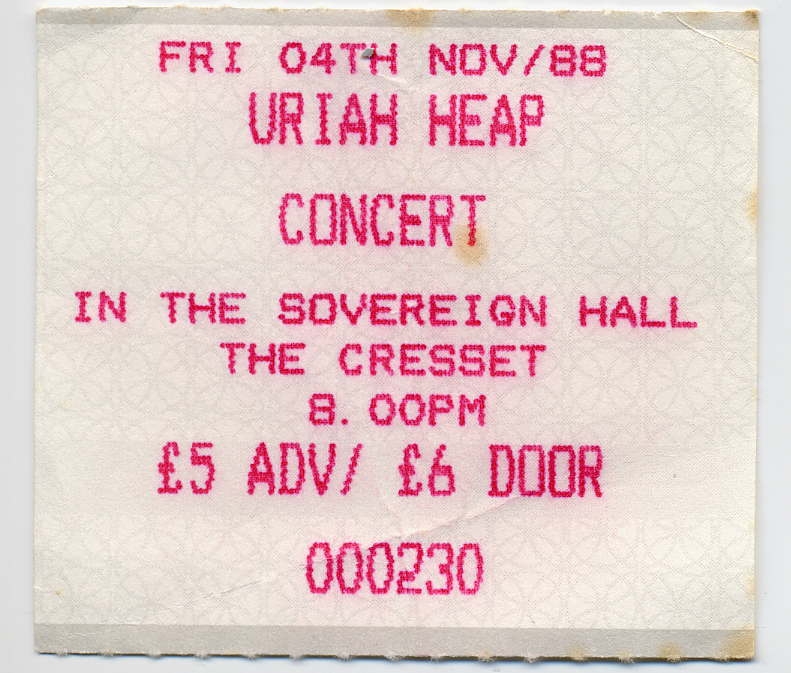 FRI 04TH NOV/88
URIAH HEAP
CONCERT
IN THE SOVEREIGN HALL
THE CRESSET
8.00PM
£5 ADV/ £6 DOOR
000230